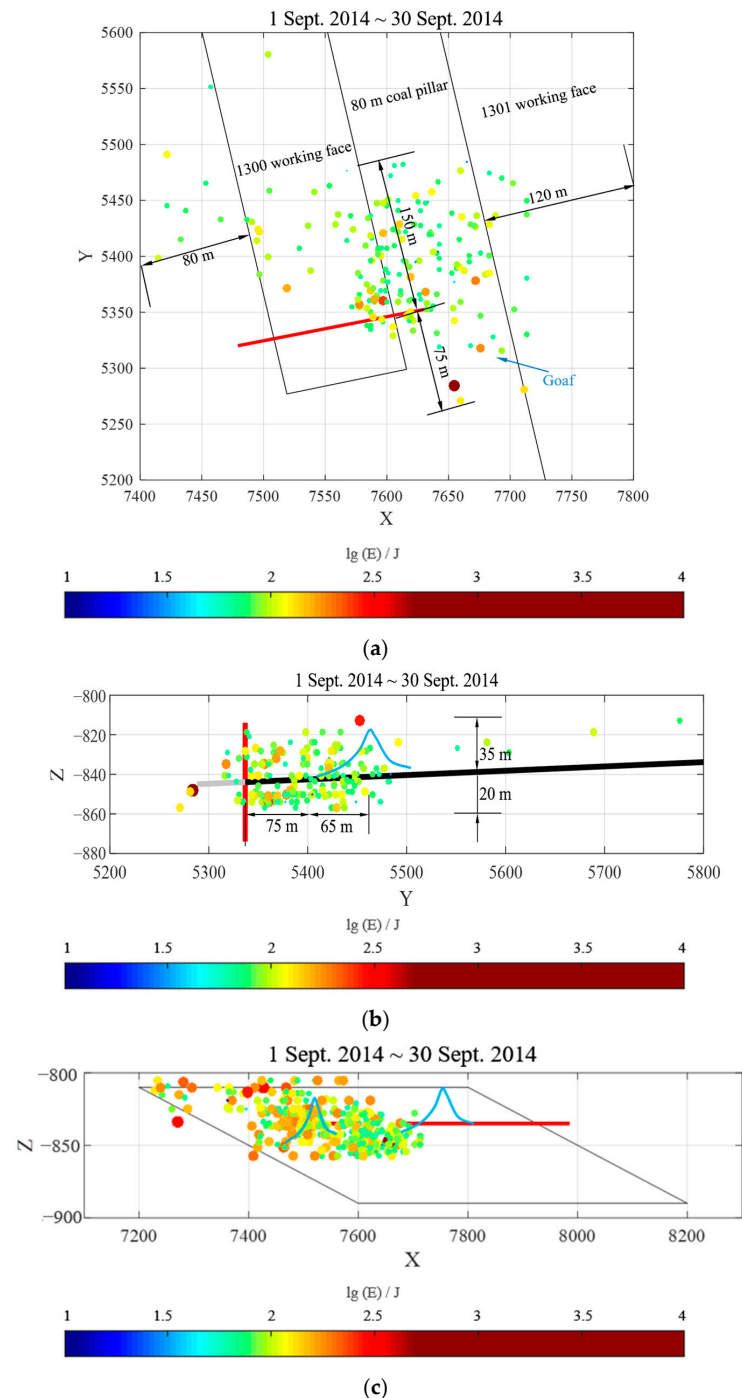 1 Sept. 2014 ~ 30 Sept. 2014
5600
5550
5500
5450
5400
5350
5300
5250
5200
Y
80 m coal pillar
1301 working face
1300 working face
120 m
150 m
80 m
75 m
Goaf
7400 7450 7500 7550 7600 7650 7700 7750 7800
X
lg (E) / J
1 1.5 2 2.5 3 3.5 4
(a)
1 Sept. 2014 ~ 30 Sept. 2014
−800
−820
−840
−860
−880
Z
35 m
20 m
75 m 65 m
5200 5300 5400 5500 5600 5700 5800
Y
lg (E) / J
1 1.5 2 2.5 3 3.5 4
(b)
1 Sept. 2014 ~ 30 Sept. 2014
−800
−850
−900
Z
7200 7400 7600 7800 8000 8200
X
lg (E) / J
1 1.5 2 2.5 3 3.5 4
(c)